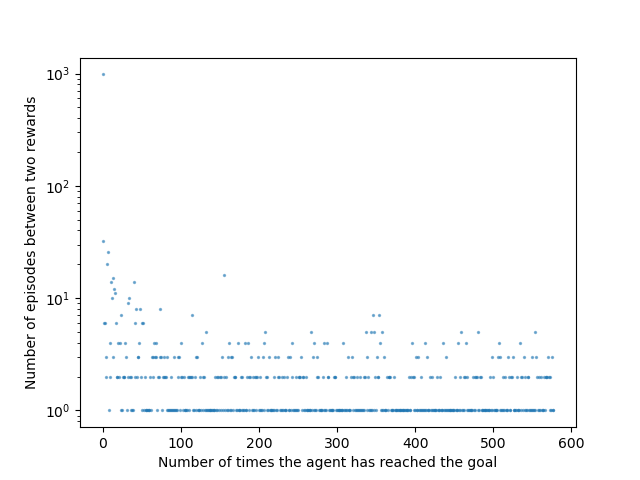 Number of episodes between two rewards
10³
10²
10¹
10⁰
0 100 200 300 400 500 600
Number of times the agent has reached the goal